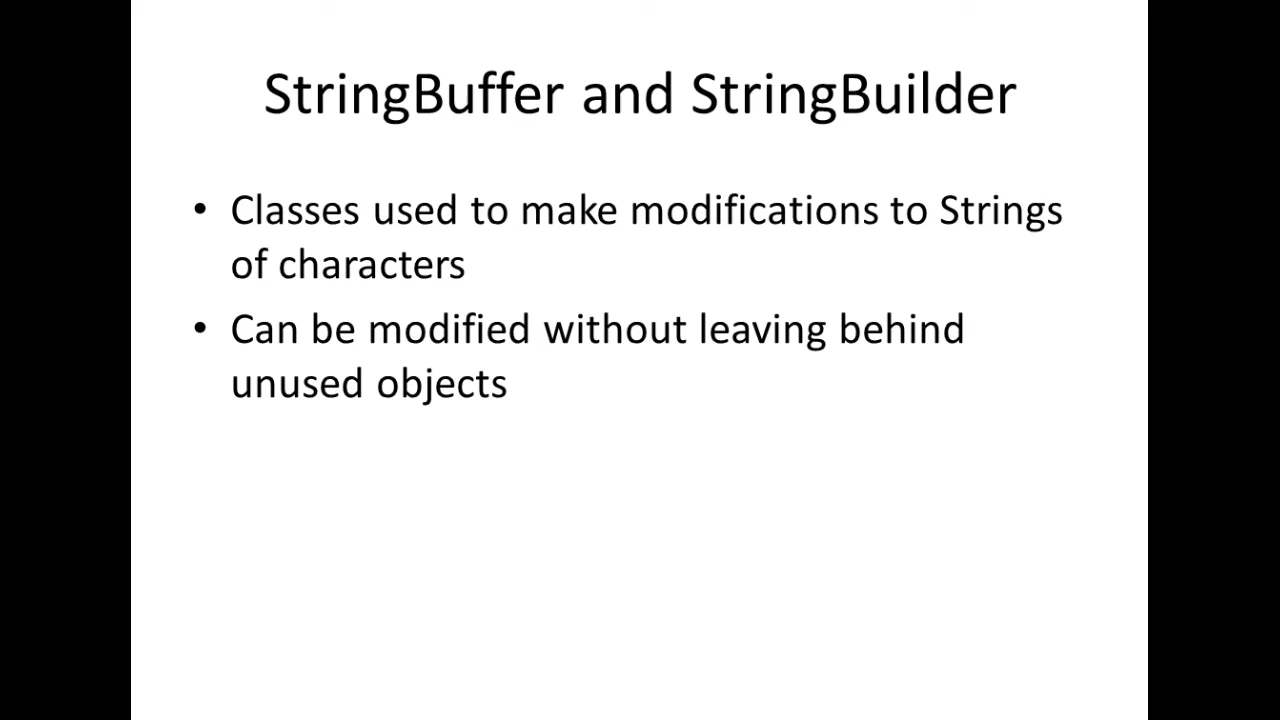 StringBuffer and StringBuilder
• Classes used to make modifications to Strings
of characters
• Can be modified without leaving behind
unused objects